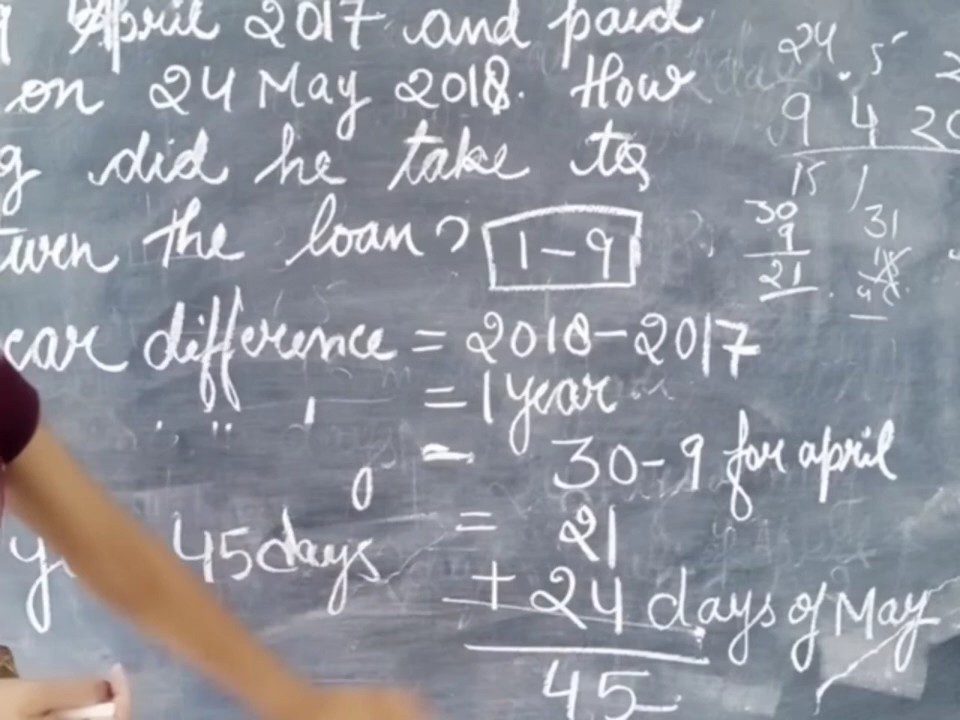 April 2017 and paid
on 24 May 2018. How
did he take to
the loan? 1-9
difference = 2018-2017
= 1 year
= 30-9 for april
= 21
45days + 24 days of May
45
24 . 5
9 4 20
15 1
30
9
21
31